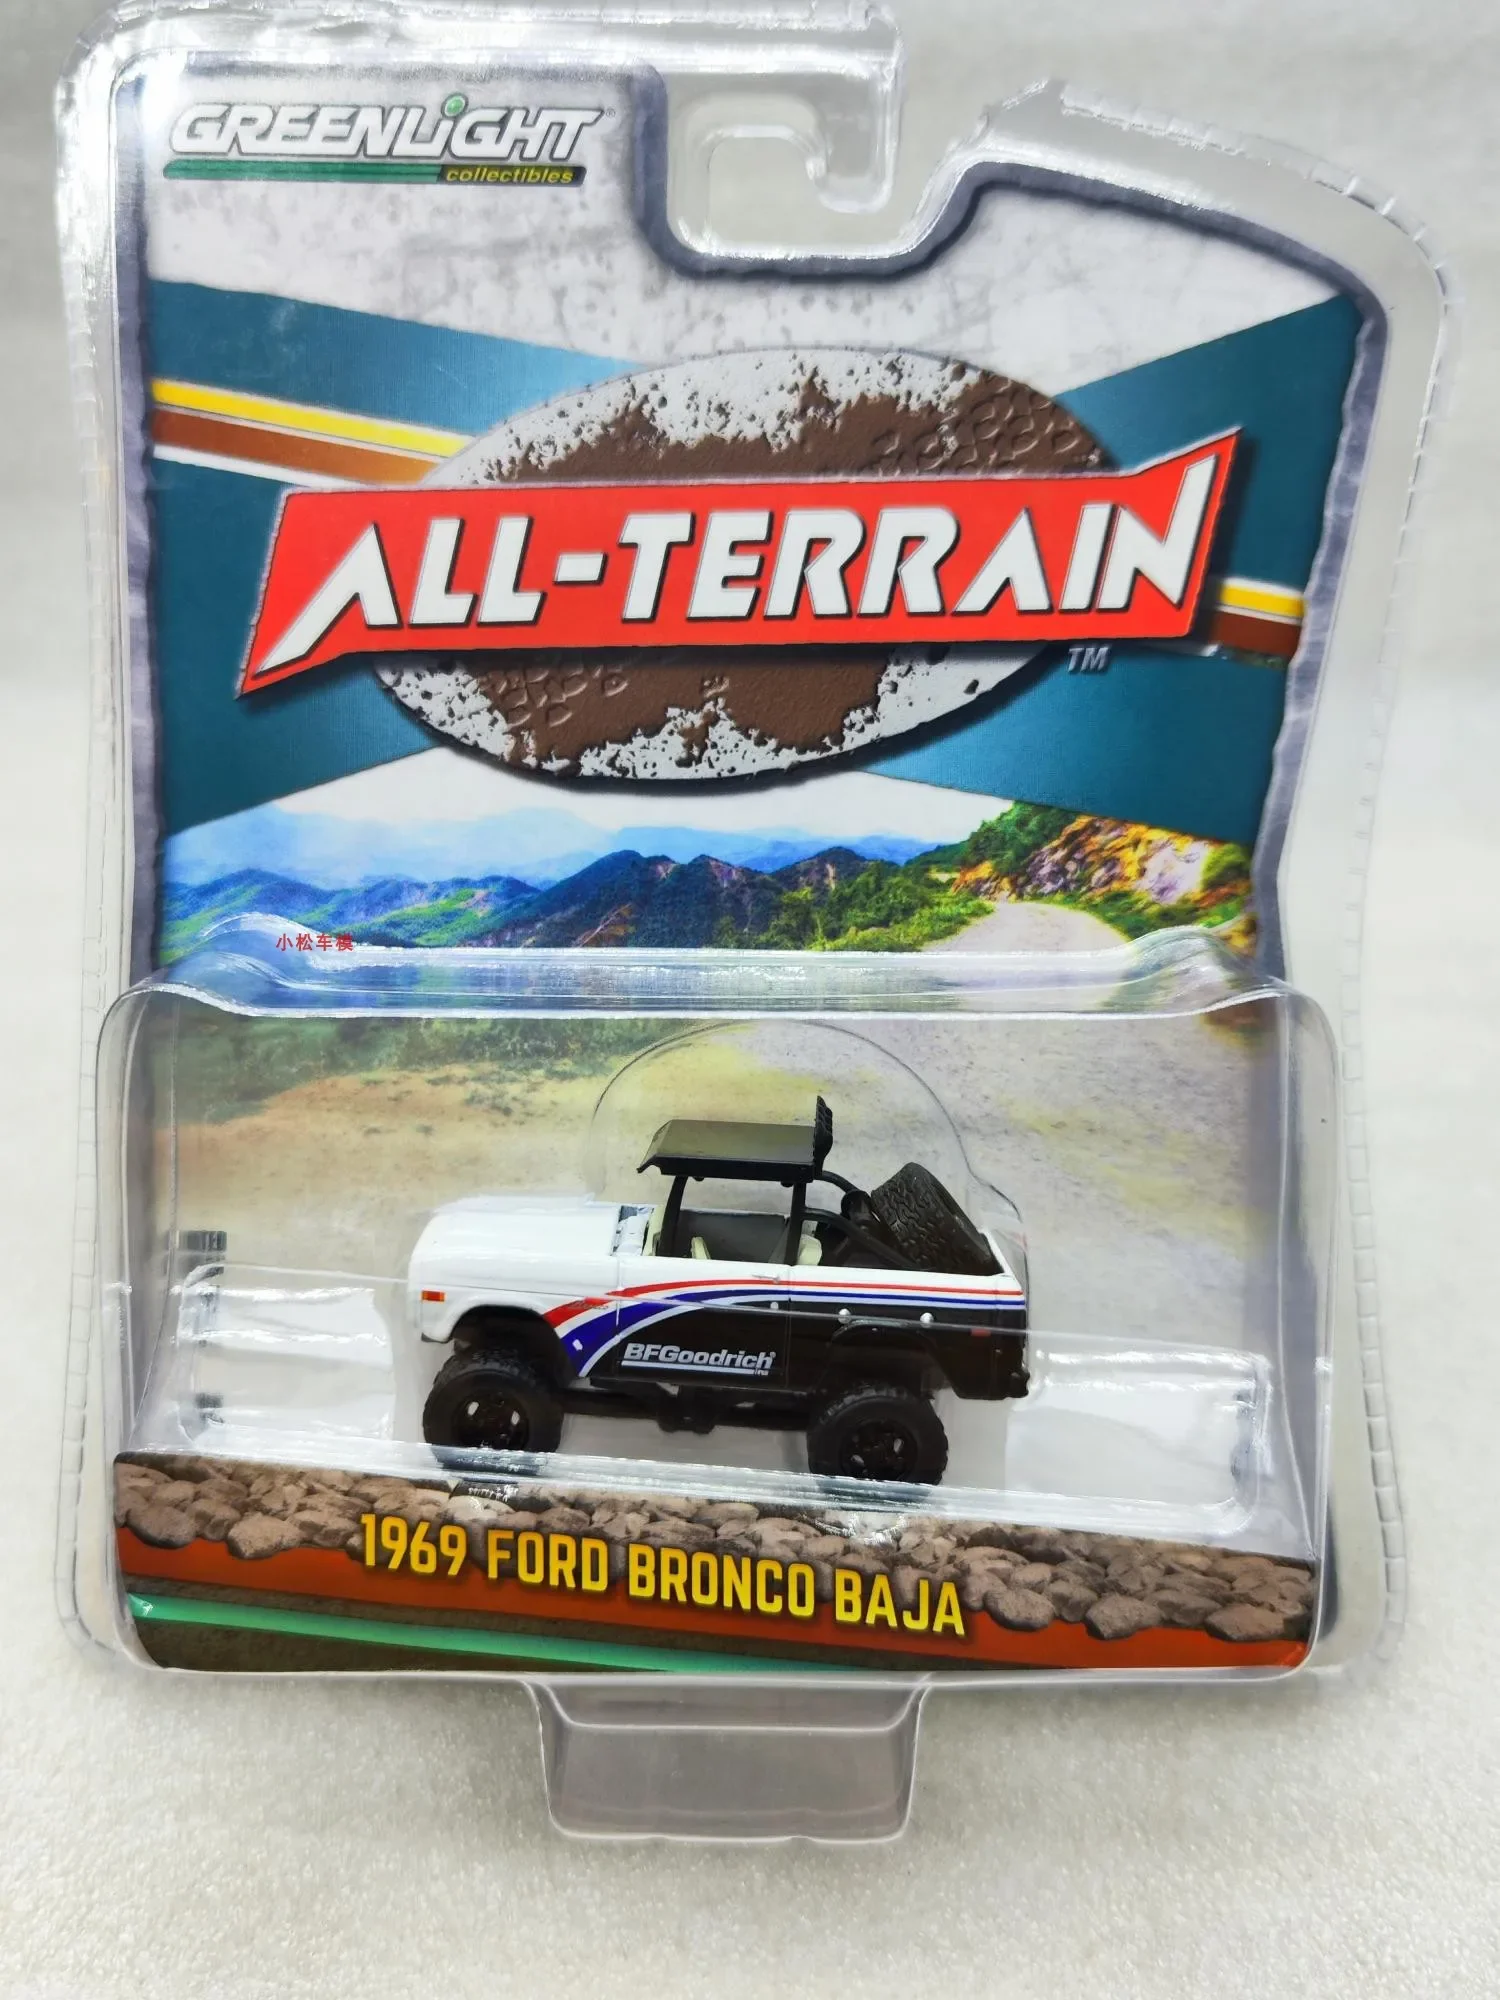 GREENLIGHT®
collectibles
ALL-TERRAIN
TM
小松车模
BFGoodrich
1969 FORD BRONCO BAJA